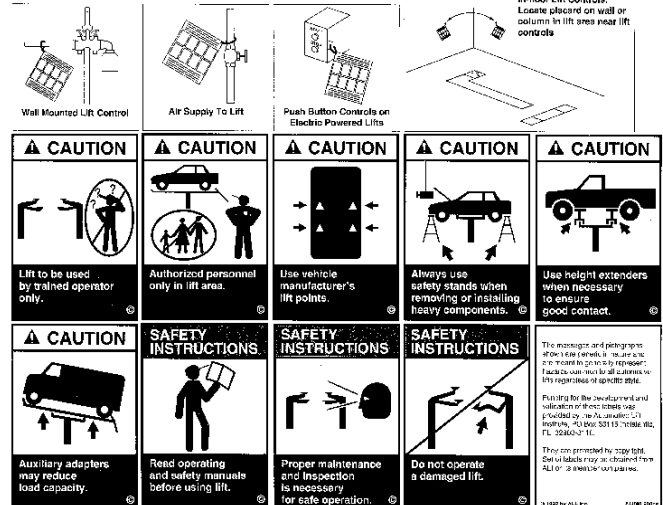 In-floor Lift Controls:
Locate placard on wall or
column in lift area near lift
controls
Wall Mounted Lift Control
Air Supply To Lift
Push Button Controls on
Electric Powered Lifts
CAUTION
Lift to be used
by trained operator
only.
©
CAUTION
Authorized personnel
only in lift area.
©
CAUTION
Use vehicle
manufacturer's
lift points.
©
CAUTION
Always use
safety stands when
removing or installing
heavy components. ©
CAUTION
Use height extenders
when necessary
to ensure
good contact. ©
CAUTION
Auxiliary adapters
may reduce
load capacity.
©
SAFETY
INSTRUCTIONS
Read operating
and safety manuals
before using lift.
©
SAFETY
INSTRUCTIONS
Proper maintenance
and inspection
is necessary
for safe operation. ©
SAFETY
INSTRUCTIONS
Do not operate
a damaged lift.
©
The messages and pictographs
shown are generic in nature and
are meant to generally represent
hazards common to all automotive
lifts regardless of specific style.
Funding for the development and
validation of these labels was
provided by the Automotive Lift
Institute, PO Box
FL
They are protected by copyright.
Set of labels may be obtained from
ALI or its member companies.
by ALI, Inc.